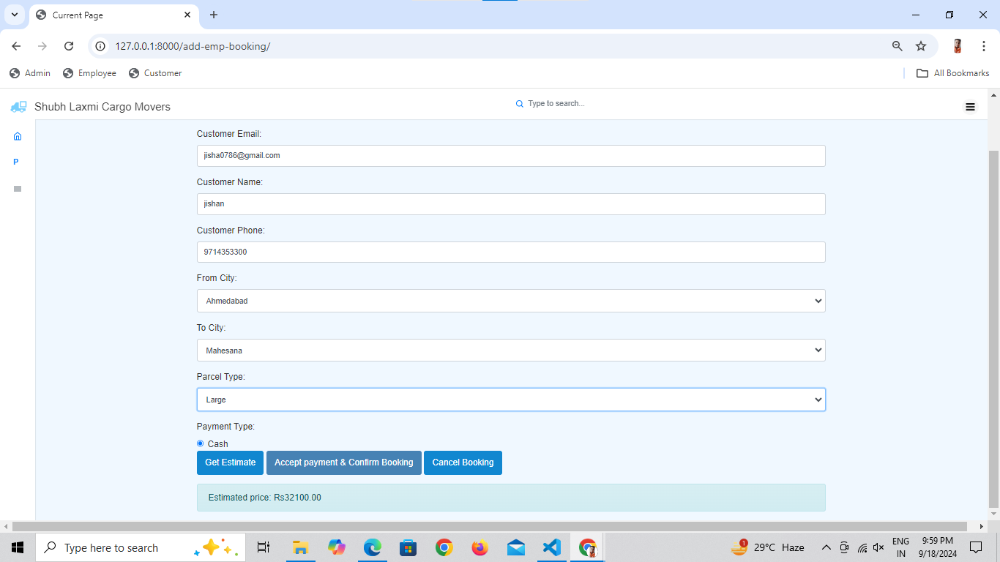 Current Page
127.0.0.1:8000/add-emp-booking/
Admin
Employee
Customer
All Bookmarks
Shubh Laxmi Cargo Movers
Type to search...
P
Customer Email:
jisha0786@gmail.com
Customer Name:
jishan
Customer Phone:
9714353300
From City:
Ahmedabad
To City:
Mahesana
Parcel Type:
Large
Payment Type:
Cash
Get Estimate
Accept payment & Confirm Booking
Cancel Booking
Estimated price: Rs32100.00
Type here to search
1
29°C Haze
ENG
IN
9:59 PM
9/18/2024